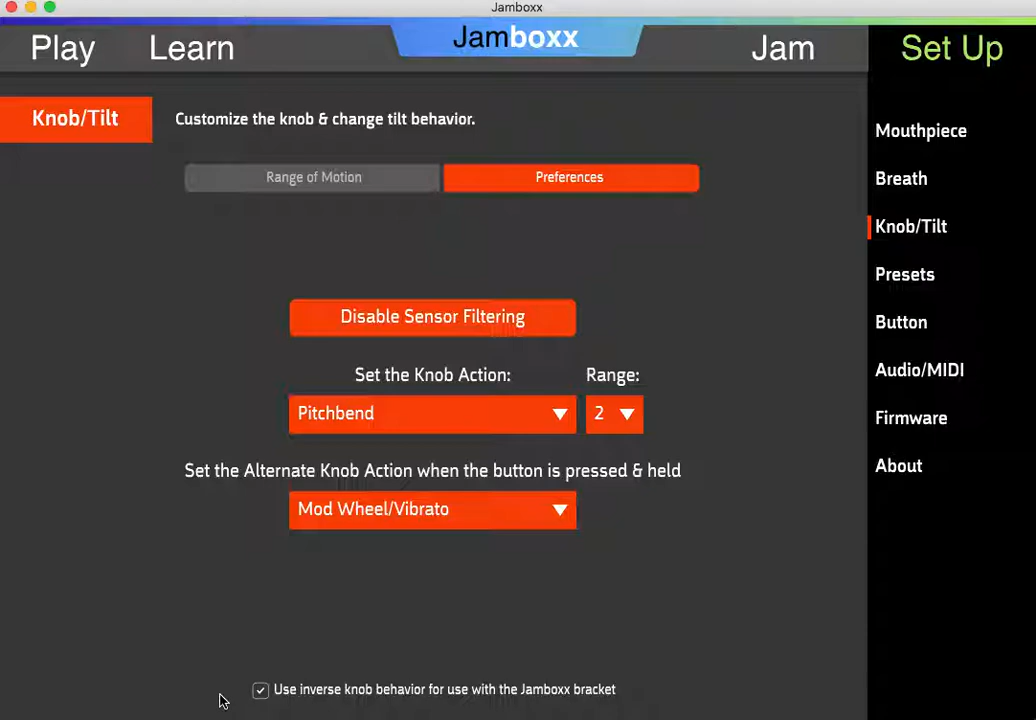 Jamboxx
Play Learn Jamboxx Jam Set Up
Knob/Tilt
Customize the knob & change tilt behavior.
Range of Motion Preferences
Disable Sensor Filtering
Set the Knob Action: Range:
Pitchbend 2
Set the Alternate Knob Action when the button is pressed & held
Mod Wheel/Vibrato
Use inverse knob behavior for use with the Jamboxx bracket
Mouthpiece
Breath
Knob/Tilt
Presets
Button
Audio/MIDI
Firmware
About